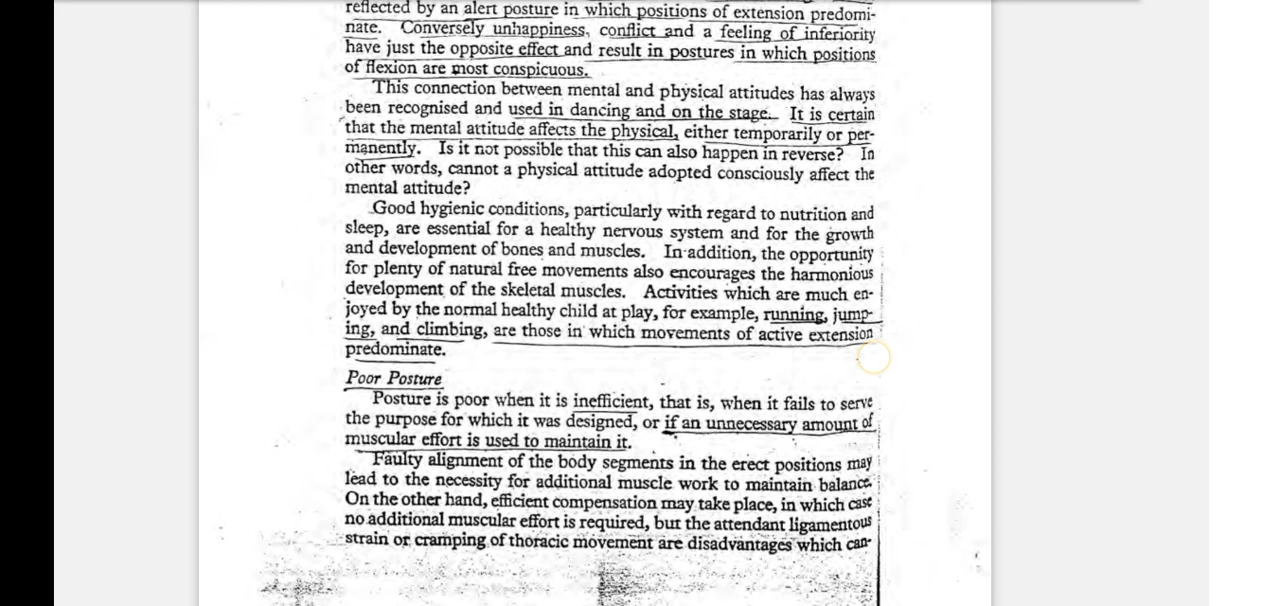 reflected by an alert posture in which positions of extension predomi-
nate. Conversely unhappiness, conflict and a feeling of inferiority
have just the opposite effect and result in postures in which positions
of flexion are most conspicuous.
This connection between mental and physical attitudes has always
been recognised and used in dancing and on the stage. It is certain
that the mental attitude affects the physical, either temporarily or per-
manently. Is it not possible that this can also happen in reverse? In
other words, cannot a physical attitude adopted consciously affect the
mental attitude?
Good hygienic conditions, particularly with regard to nutrition and
sleep, are essential for a healthy nervous system and for the growth
and development of bones and muscles. In addition, the opportunity
for plenty of natural free movements also encourages the harmonious
development of the skeletal muscles. Activities which are much en-
joyed by the normal healthy child at play, for example, running, jump-
ing, and climbing, are those in which movements of active extension
predominate.
Poor Posture
Posture is poor when it is inefficient, that is, when it fails to serve
the purpose for which it was designed, or if an unnecessary amount of
muscular effort is used to maintain it.
Faulty alignment of the body segments in the erect positions may
lead to the necessity for additional muscle work to maintain balance.
On the other hand, efficient compensation may take place, in which case
no additional muscular effort is required, but the attendant ligamentous
strain or cramping of thoracic movement are disadvantages which can-